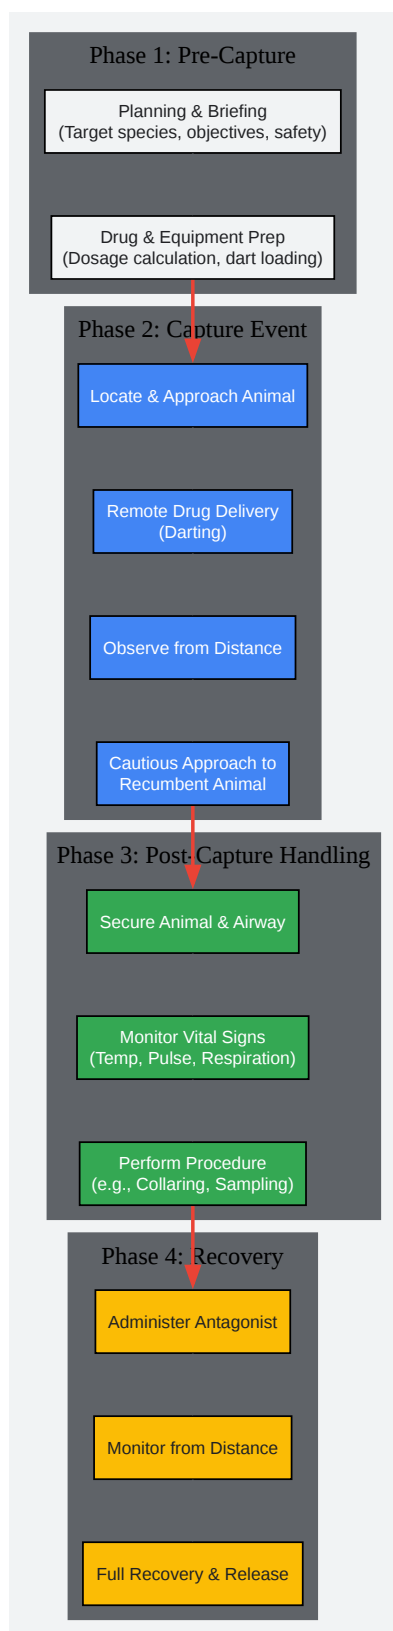 Phase 1: Pre-Capture
Planning & Briefing
(Target species, objectives, safety)
Drug & Equipment Prep
(Dosage calculation, dart loading)
Phase 2: Capture Event
Locate & Approach Animal
Remote Drug Delivery
(Darting)
Observe from Distance
Cautious Approach to
Recumbent Animal
Phase 3: Post-Capture Handling
Secure Animal & Airway
Monitor Vital Signs
(Temp, Pulse, Respiration)
Perform Procedure
(e.g., Collaring, Sampling)
Phase 4: Recovery
Administer Antagonist
Monitor from Distance
Full Recovery & Release